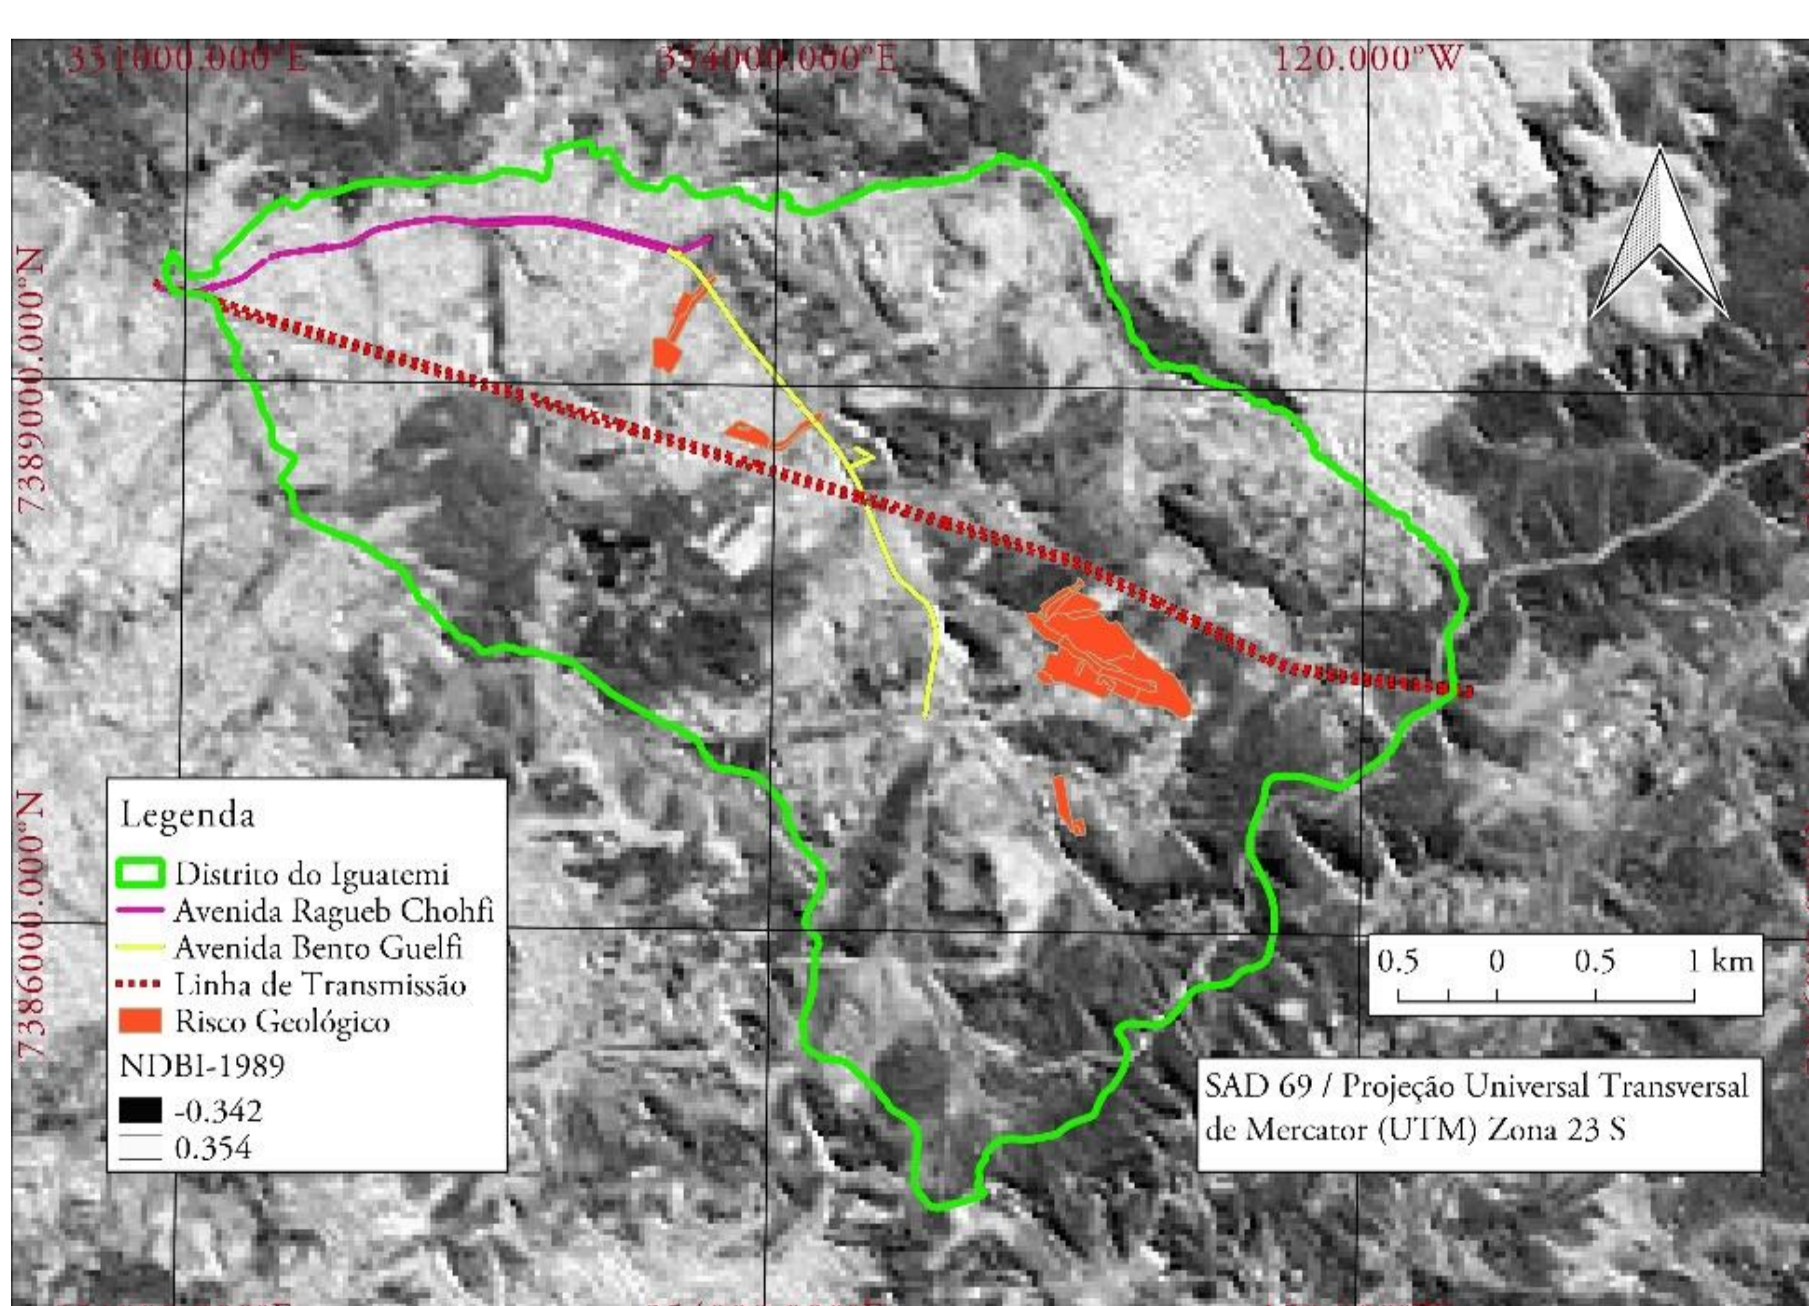 351000.000°E
354000.000°E
120.000°W
7389000.000°N
7386000.000°N
Legenda
Distrito do Iguatemi
Avenida Ragueb Chohfi
Avenida Bento Guelfi
Linha de Transmissão
Risco Geológico
NDBI-1989
-0.342
0.354
0.5 0 0.5 1 km
SAD 69 / Projeção Universal Transversal
de Mercator (UTM) Zona 23 S